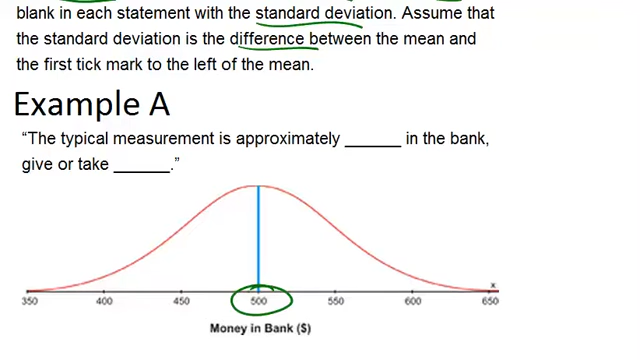 blank in each statement with the standard deviation. Assume that
the standard deviation is the difference between the mean and
the first tick mark to the left of the mean.
Example A
“The typical measurement is approximately ______ in the bank,
give or take ______.”
x
350 400 450 500 550 600 650
Money in Bank ($)